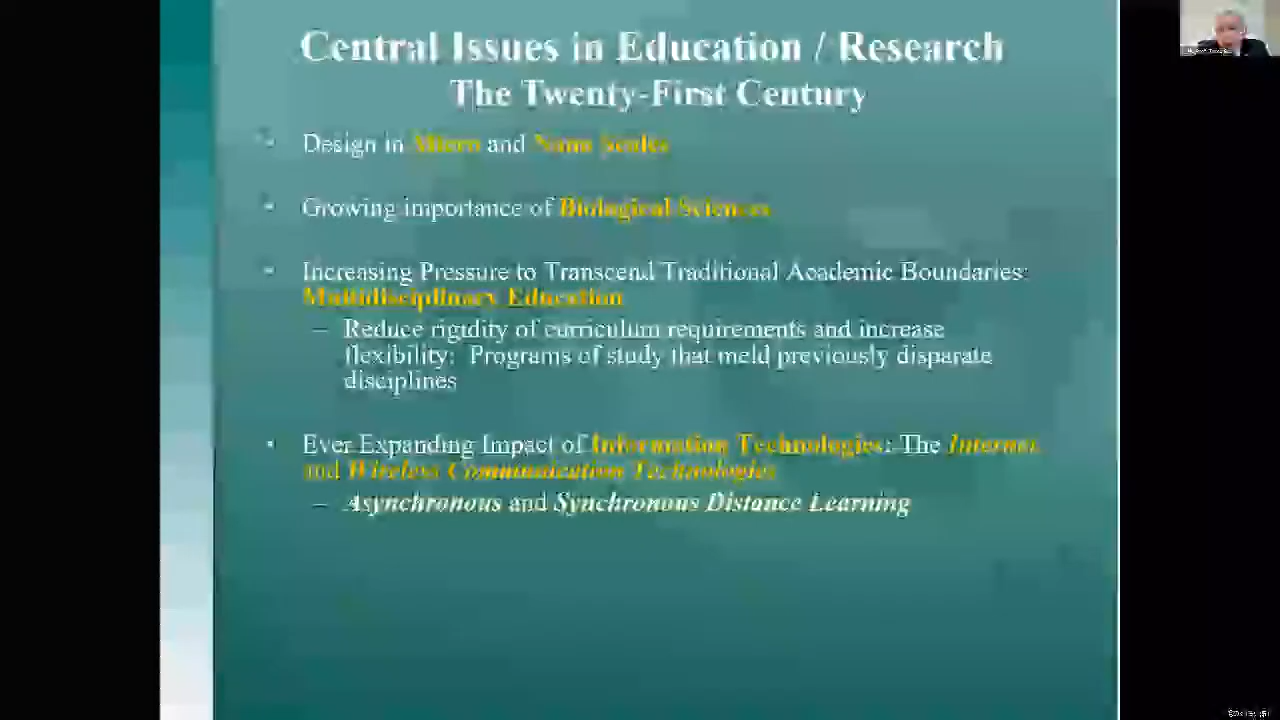 Central Issues in Education / Research
The Twenty-First Century
• Design in Micro and Nano Scales
• Growing importance of Biological Sciences
• Increasing Pressure to Transcend Traditional Academic Boundaries:
Multidisciplinary Education
– Reduce rigidity of curriculum requirements and increase
flexibility: Programs of study that meld previously disparate
disciplines
• Ever Expanding Impact of Information Technologies: The Internet
and Wireless Communication Technologies
– Asynchronous and Synchronous Distance Learning